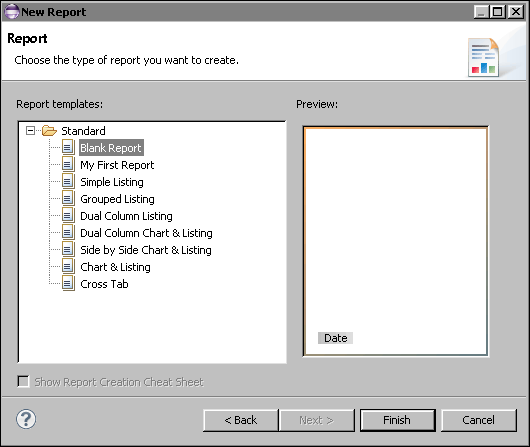 New Report
Report
Choose the type of report you want to create.
Report templates:
Preview:
Standard
Blank Report
My First Report
Simple Listing
Grouped Listing
Dual Column Listing
Dual Column Chart & Listing
Side by Side Chart & Listing
Chart & Listing
Cross Tab
Date
Show Report Creation Cheat Sheet
? < Back Next > Finish Cancel